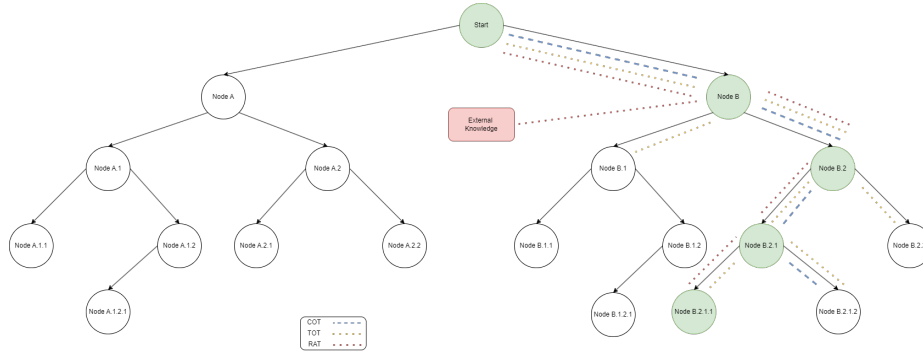 Start
Node A
Node B
External
Knowledge
Node A.1
Node A.2
Node B.1
Node B.2
Node A.1.1
Node A.1.2
Node A.2.1
Node A.2.2
Node B.1.1
Node B.1.2
Node B.2.1
Node B.2.
Node A.1.2.1
Node B.1.2.1
Node B.2.1.1
Node B.2.1.2
COT
TOT
RAT